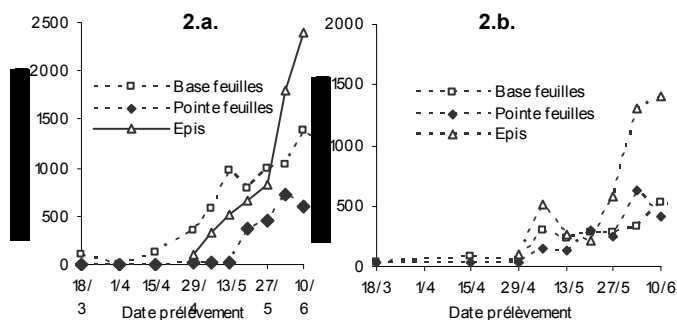 2.a.
2500
2000
1500
1000
500
0
Base feuilles
Pointe feuilles
Epis
18/3
1/4
15/4
29/4
13/5
27/5
10/6
Date prélèvement
2.b.
2000
1500
1000
500
0
Base feuilles
Pointe feuilles
Epis
18/3
1/4
15/4
29/4
13/5
27/5
10/6
Date prélèvement